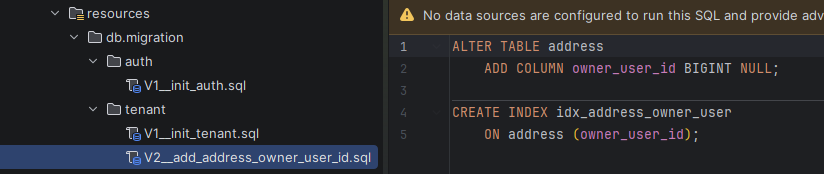 resources
db.migration
auth
V1__init_auth.sql
tenant
V1__init_tenant.sql
V2__add_address_owner_user_id.sql
No data sources are configured to run this SQL and provide adv
1 ALTER TABLE address
2 ADD COLUMN owner_user_id BIGINT NULL;
3
4 CREATE INDEX idx_address_owner_user
5 ON address (owner_user_id);